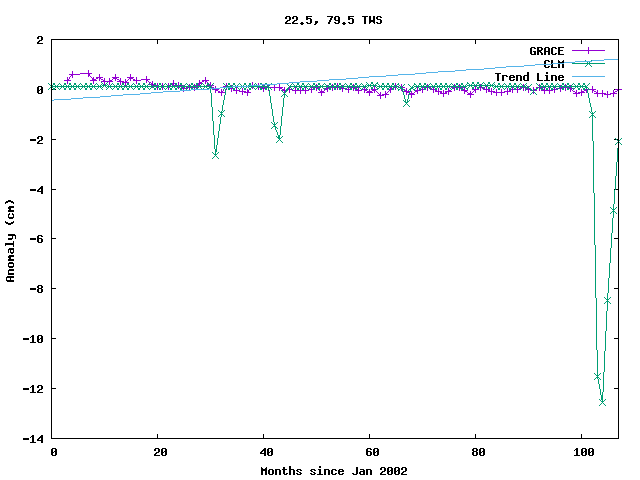 22.5, 79.5 TWS
GRACE
CLM
Trend Line
2
0
-2
-4
-6
-8
-10
-12
-14
Anomaly (cm)
0 20 40 60 80 100
Months since Jan 2002